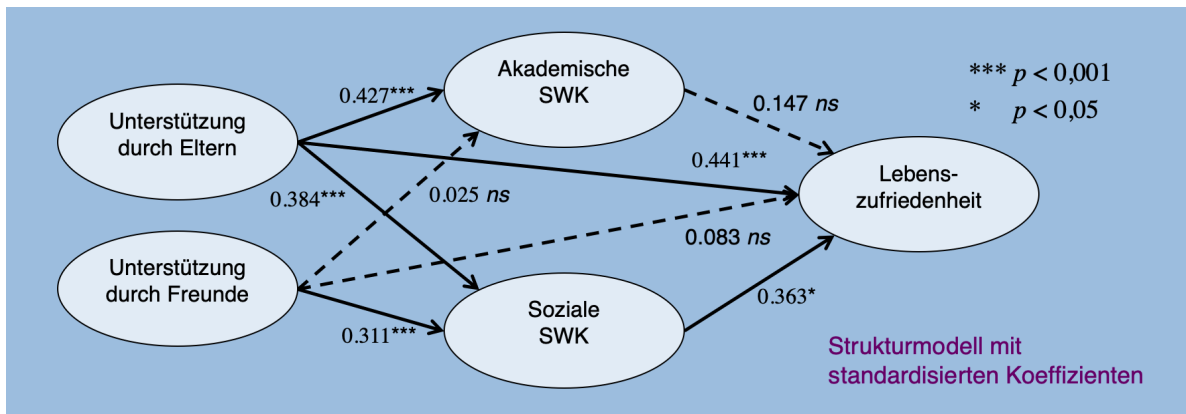 Akademische
SWK
*** p < 0,001
* p < 0,05
0.427***
0.147 ns
Unterstützung
durch Eltern
0.441***
Lebens-
zufriedenheit
0.384***
0.025 ns
0.083 ns
Unterstützung
durch Freunde
0.363*
Soziale
SWK
0.311***
Strukturmodell mit
standardisierten Koeffizienten